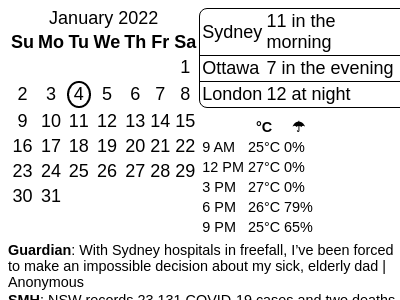 January 2022
Su Mo Tu We Th Fr Sa
1
2 3 4 5 6 7 8
9 10 11 12 13 14 15
16 17 18 19 20 21 22
23 24 25 26 27 28 29
30 31
Sydney 11 in the
morning
Ottawa 7 in the evening
London 12 at night
°C ☂
9 AM 25°C 0%
12 PM 27°C 0%
3 PM 27°C 0%
6 PM 26°C 79%
9 PM 25°C 65%
Guardian: With Sydney hospitals in freefall, I've been forced
to make an impossible decision about my sick, elderly dad |
Anonymous
SMH: NSW records 23,131 COVID-19 cases and two deaths